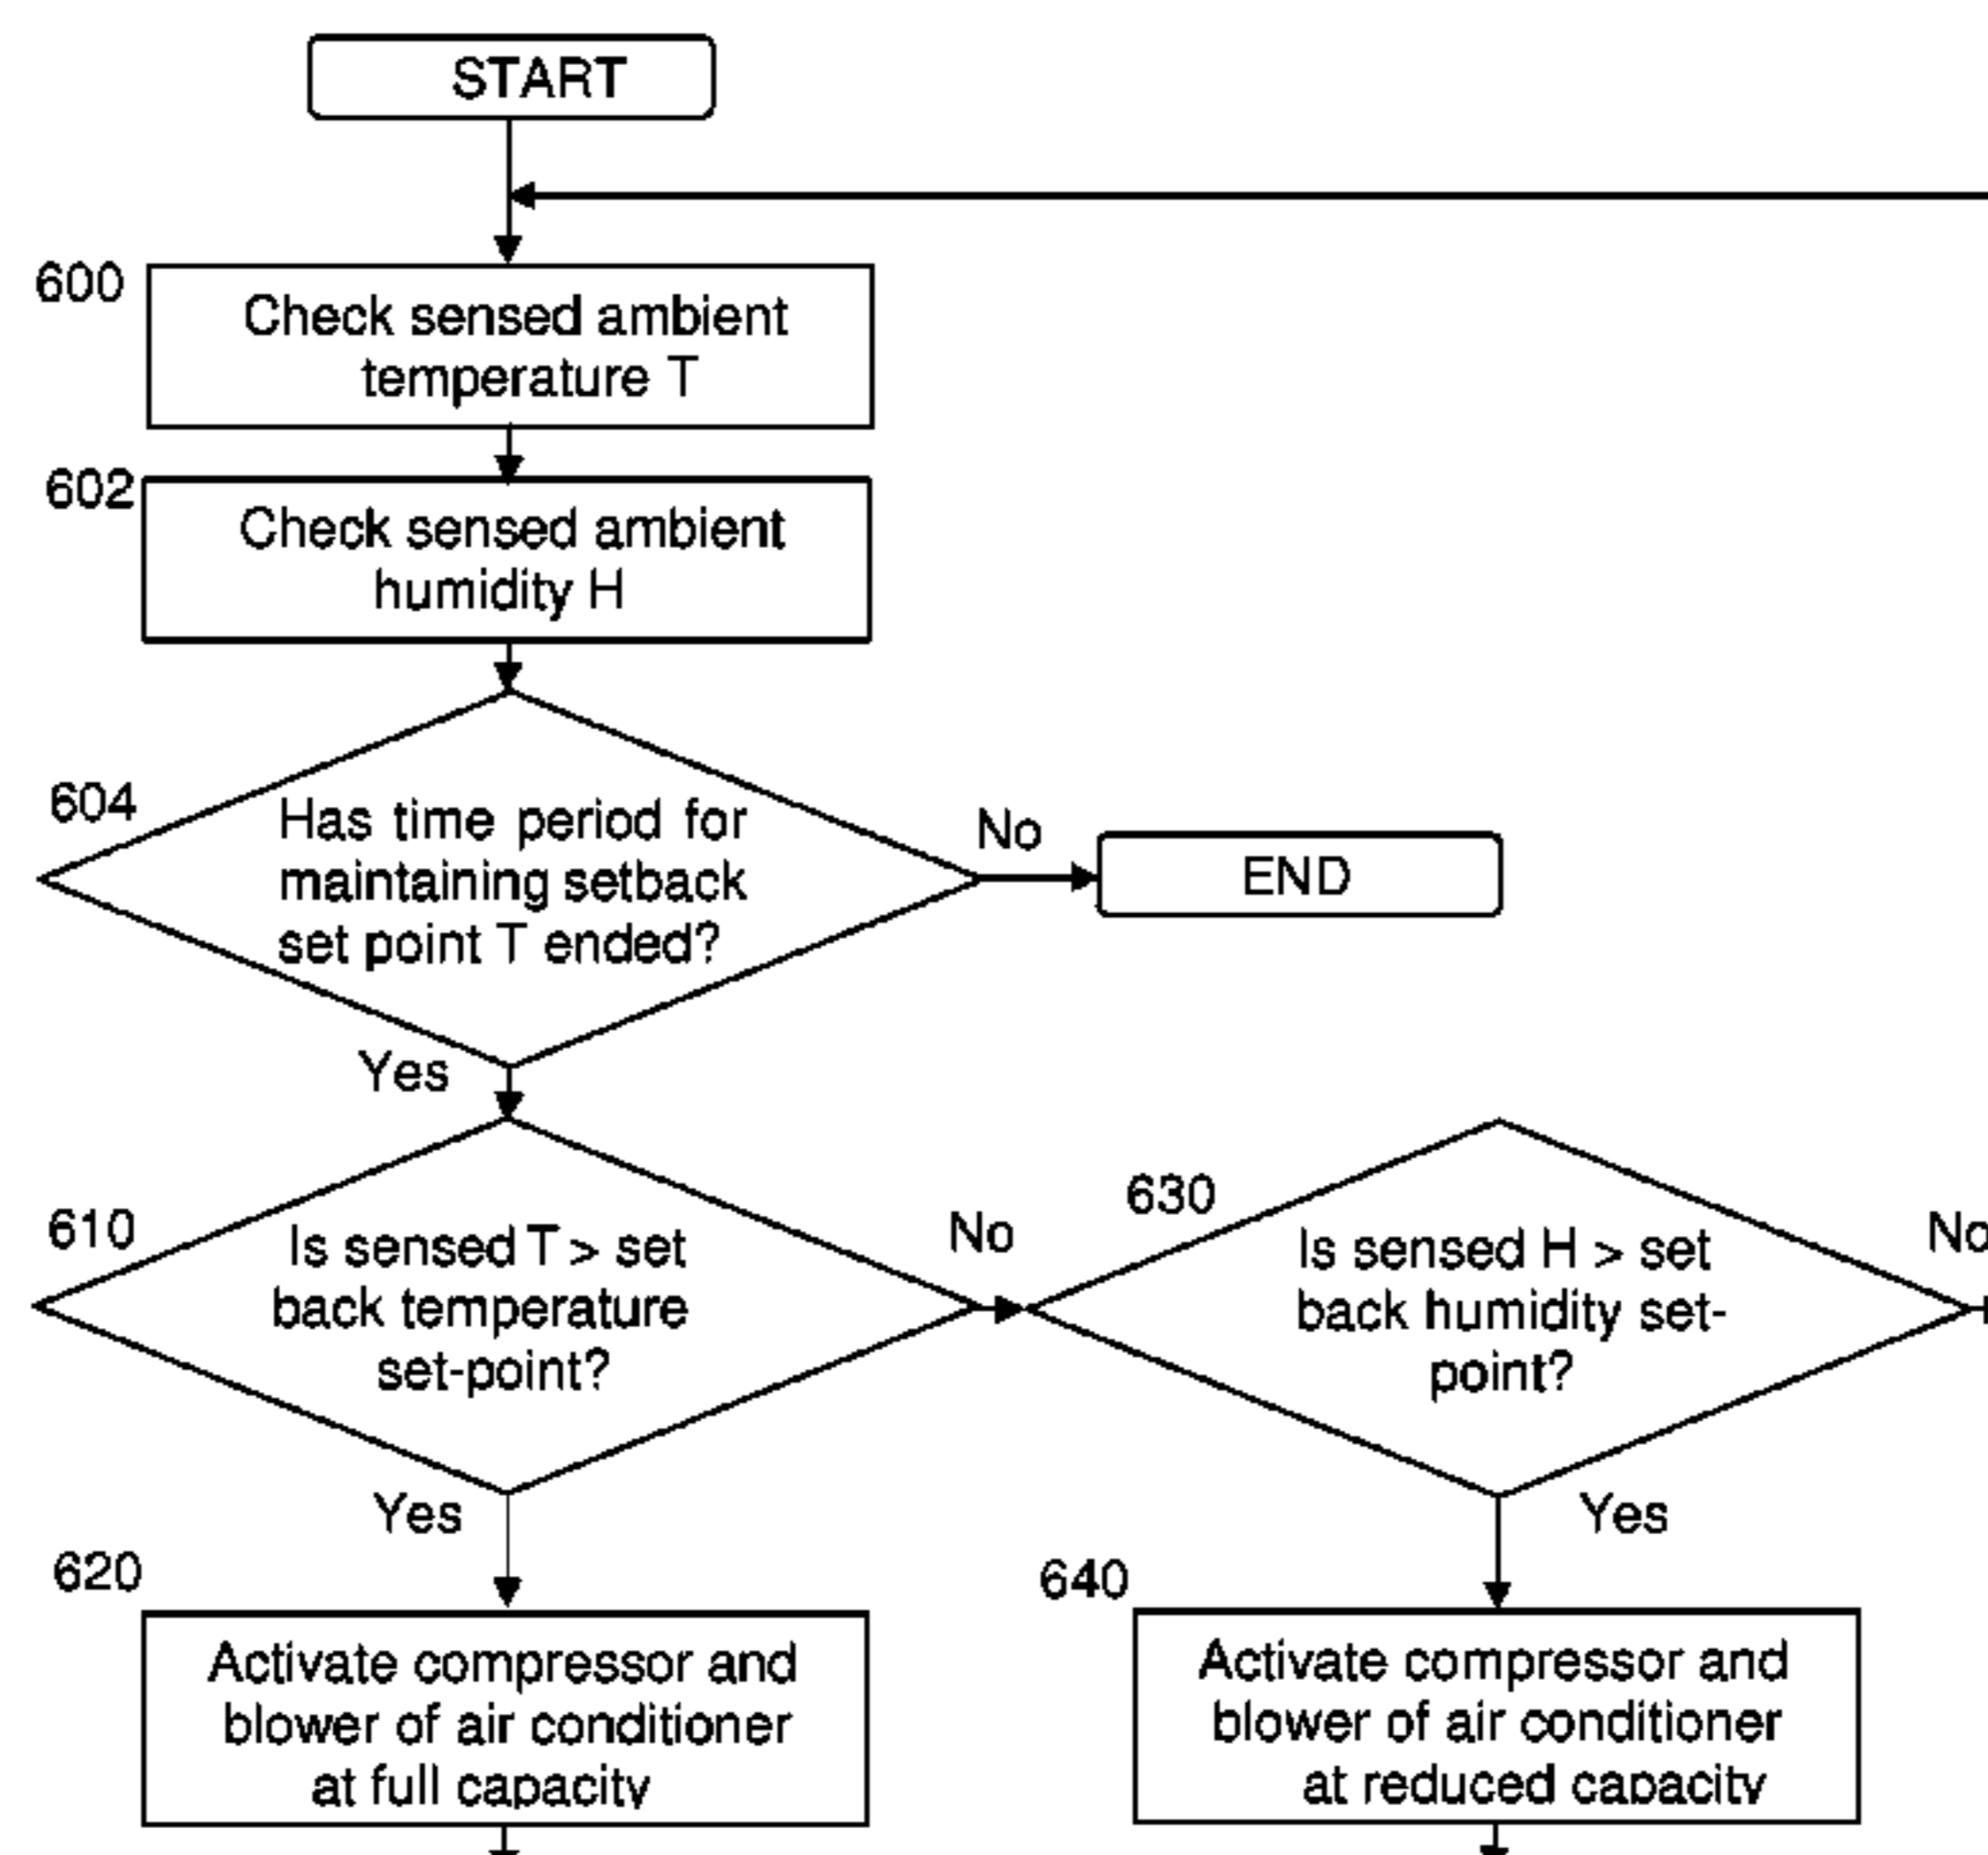 START
600
Check sensed ambient
temperature T
602
Check sensed ambient
humidity H
604
Has time period for
maintaining setback
set point T ended?
No
END
Yes
610
Is sensed T > set
back temperature
set-point?
No
630
Is sensed H > set
back humidity set-
point?
No
Yes
Yes
620
Activate compressor and
blower of air conditioner
at full capacity
640
Activate compressor and
blower of air conditioner
at reduced capacity